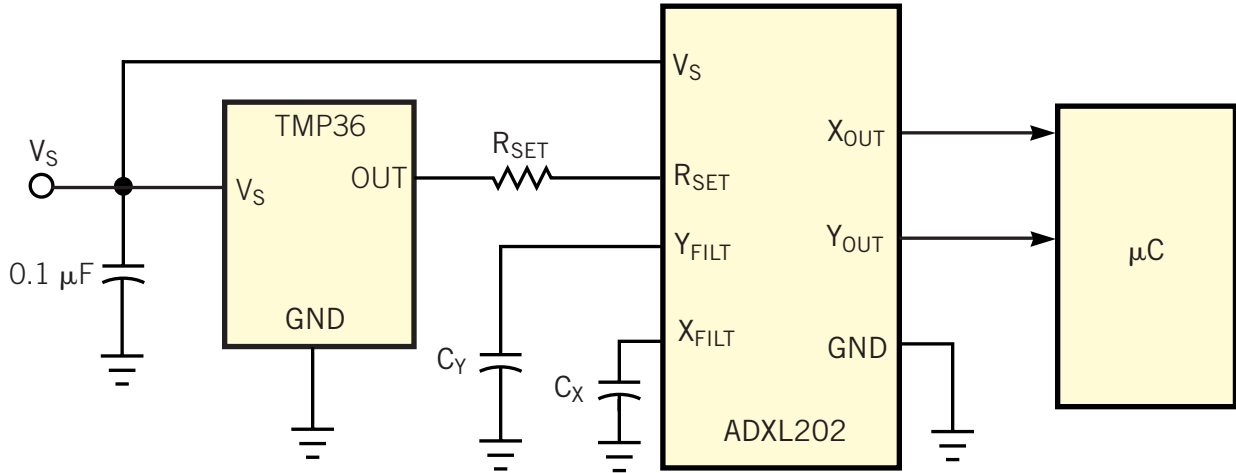 V_S
0.1 μF
TMP36
V_S
OUT
GND
R_SET
C_Y
C_X
V_S
R_SET
Y_FILT
X_FILT
X_OUT
Y_OUT
GND
ADXL202
μC